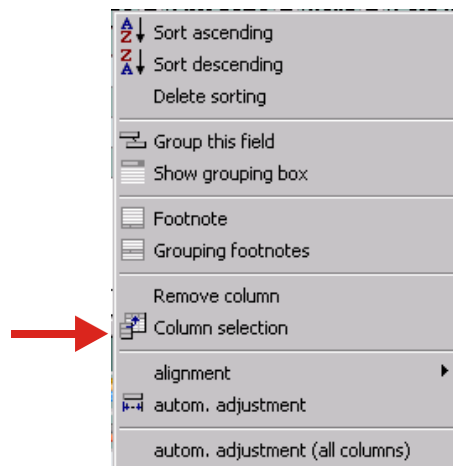 Sort ascending
Sort descending
Delete sorting
Group this field
Show grouping box
Footnote
Grouping footnotes
Remove column
Column selection
alignment
autom. adjustment
autom. adjustment (all columns)